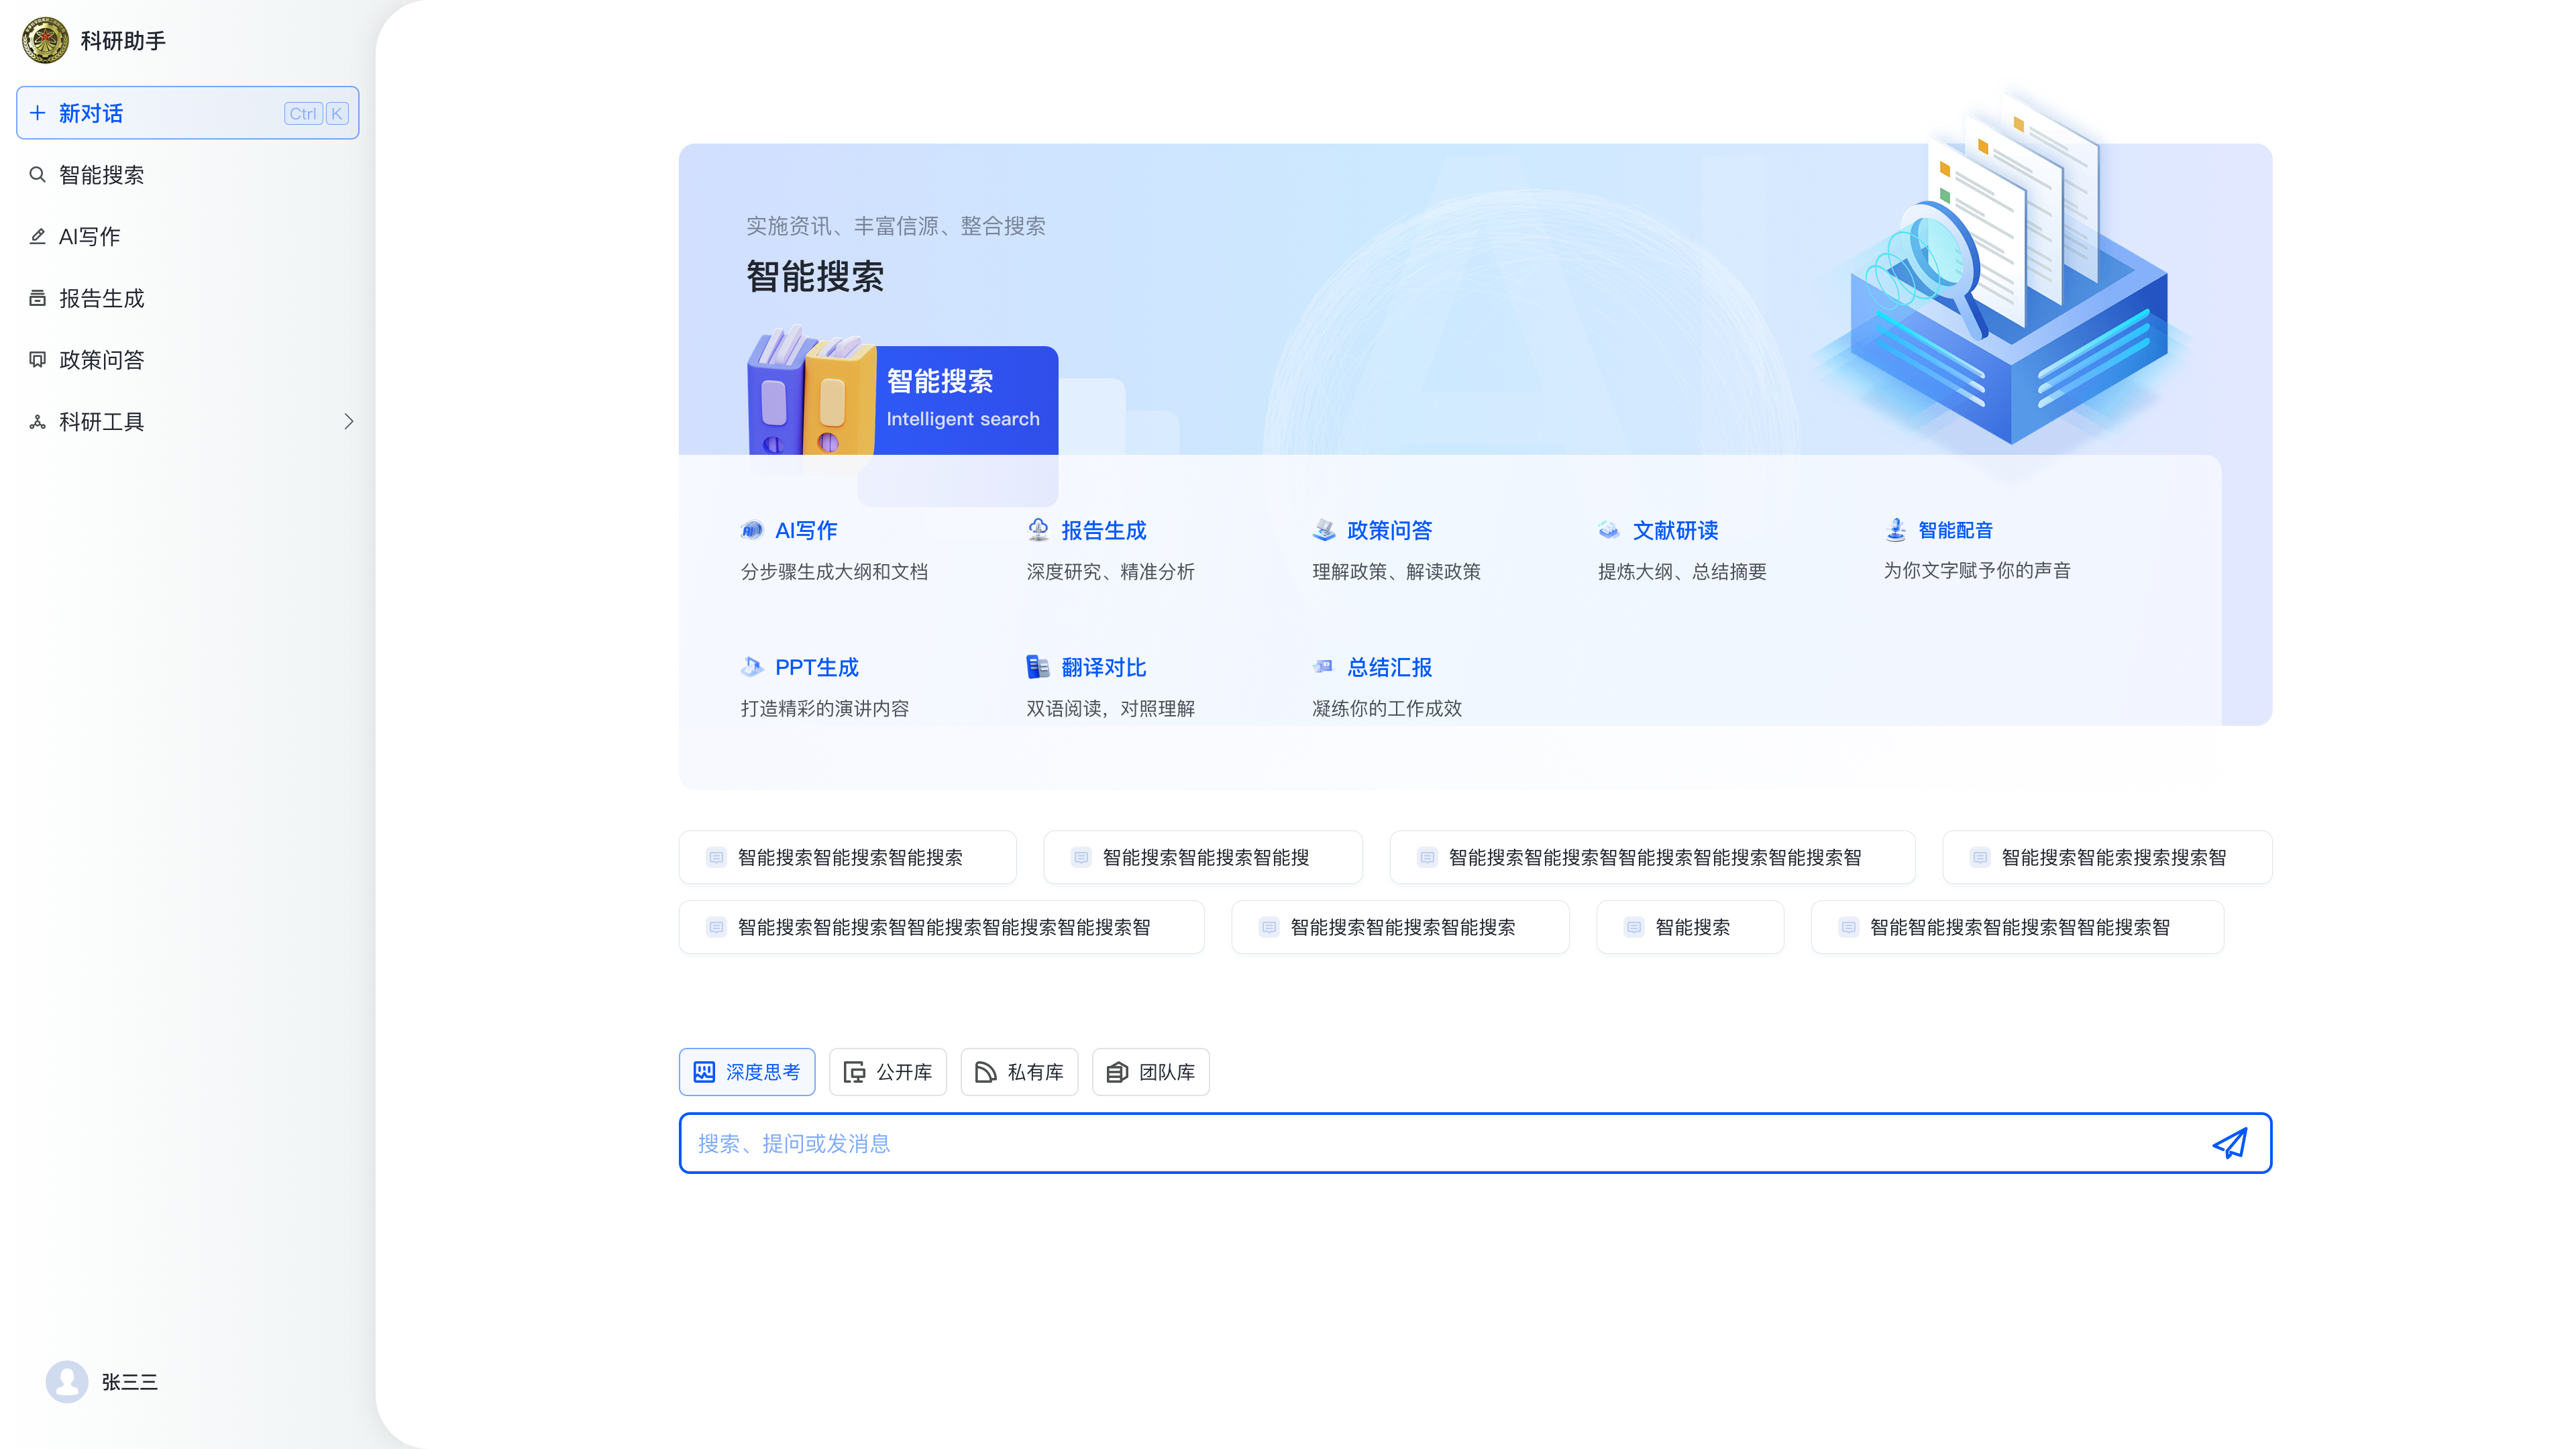 科研助手
新对话
Ctrl K
智能搜索
AI写作
报告生成
政策问答
科研工具
张三三
实施资讯、丰富信源、整合搜索
智能搜索
智能搜索
Intelligent search
AI写作
分步骤生成大纲和文档
报告生成
深度研究、精准分析
政策问答
理解政策、解读政策
文献研读
提炼大纲、总结摘要
智能配音
为你文字赋予你的声音
PPT生成
打造精彩的演讲内容
翻译对比
双语阅读，对照理解
总结汇报
凝练你的工作成效
智能搜索智能搜索智能搜索
智能搜索智能搜索智能搜
智能搜索智能搜索智智能搜索智能搜索智能搜索智
智能搜索智能索搜索搜索智
智能搜索智能搜索智智能搜索智能搜索智能搜索智
智能搜索智能搜索智能搜索
智能搜索
智能智能搜索智能搜索智智能搜索智
深度思考
公开库
私有库
团队库
搜索、提问或发消息